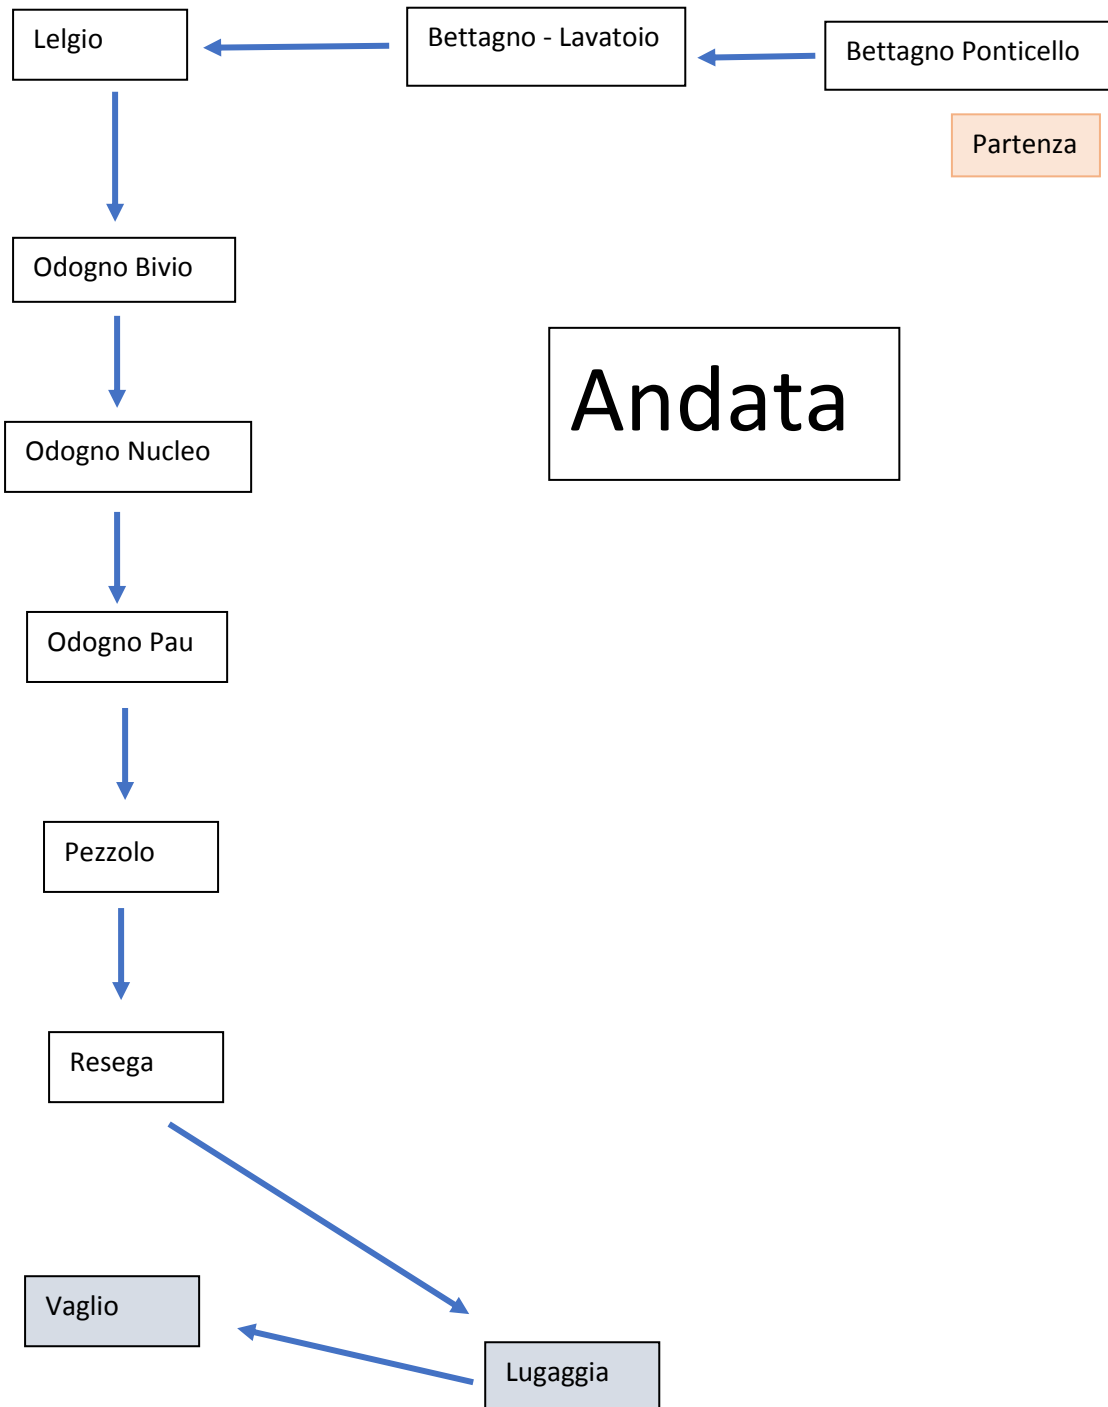 Lelgio
Bettagno - Lavatoio
Bettagno Ponticello
Partenza
Odogno Bivio
Andata
Odogno Nucleo
Odogno Pau
Pezzolo
Resega
Vaglio
Lugaggia